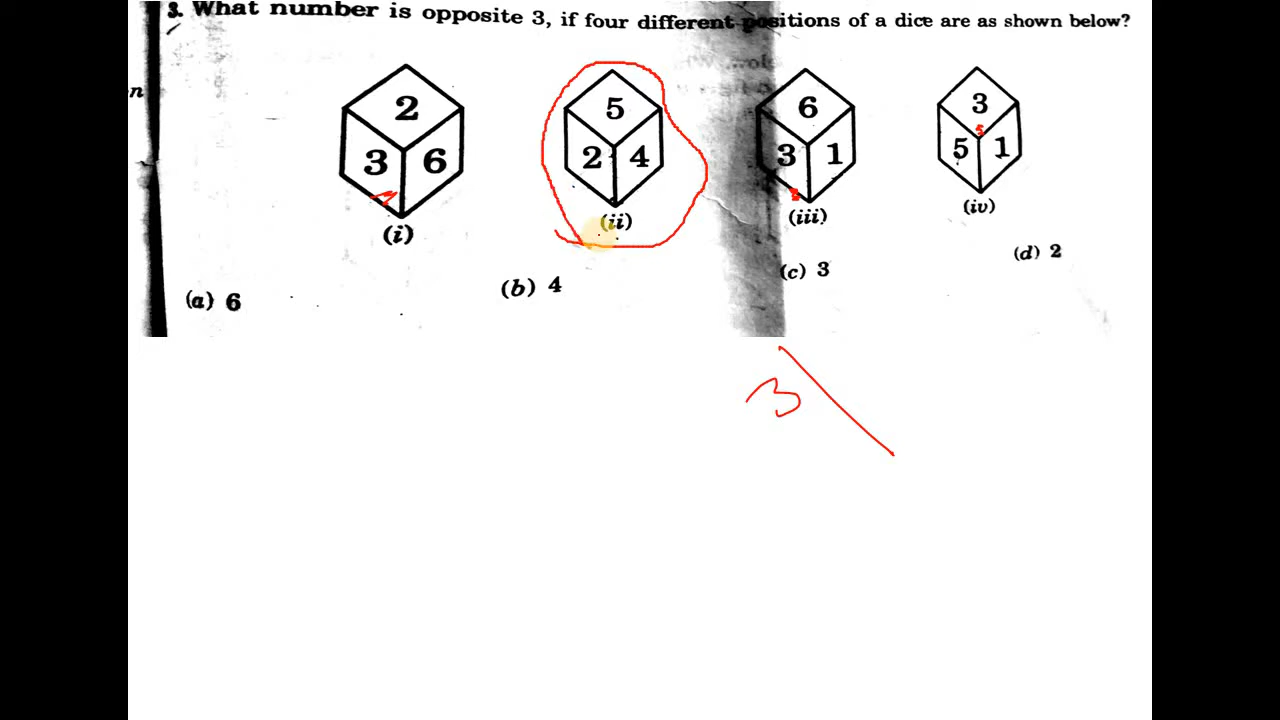 3. What number is opposite 3, if four different positions of a dice are as shown below?
n
2
3 6
(i)
5
2 4
(ii)
6
3 1
(iii)
3
5 1
(iv)
(a) 6 (b) 4 (c) 3 (d) 2
3